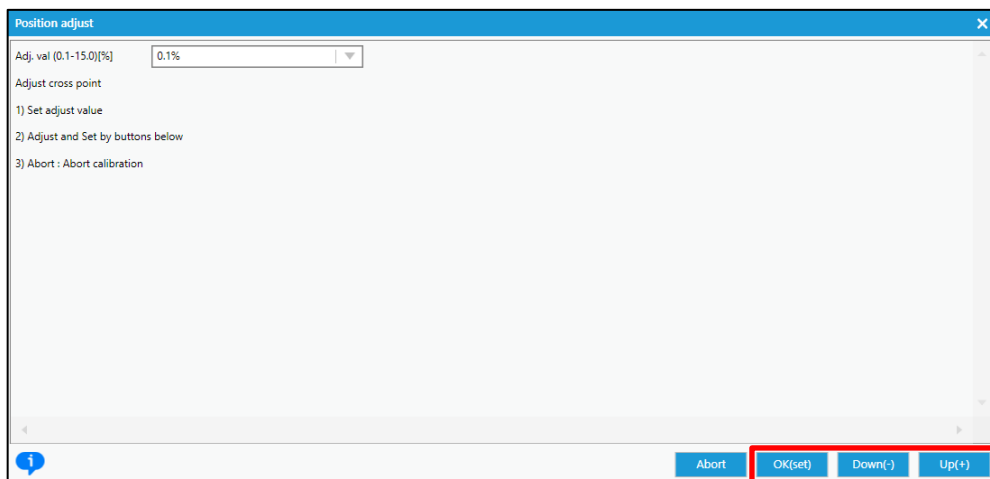 Position adjust
Adj. val (0.1-15.0)[%] 0.1%
Adjust cross point
1) Set adjust value
2) Adjust and Set by buttons below
3) Abort : Abort calibration
Abort OK(set) Down(-) Up(+)